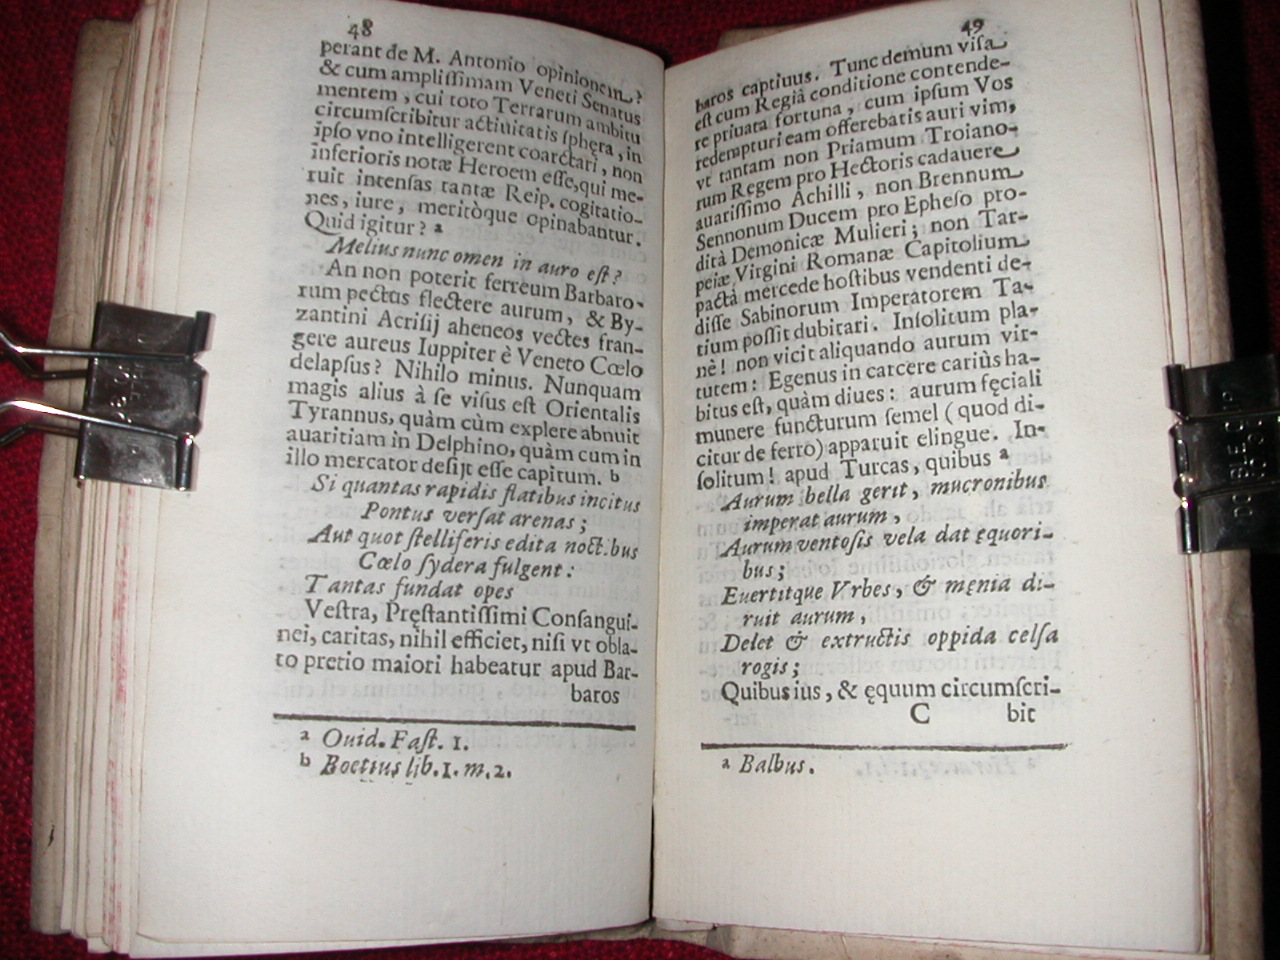 48
perant de M. Antonio opinionem?
& cum ampliſſimam Veneti Senatus
mentem, cui toto Terrarum ambitu
circumſcribitur actiuitatis ſphęra, in
ipſo vno intelligerent coarctari, non
inferioris notæ Heroem eſſe, qui me-
ruit intenſas tantæ Reip. cogitatio-
nes, iure, meritòque opinabantur.
Quid igitur? a
Melius nunc omen in auro eſt?
An non poterit ferreum Barbaro-
rum pectus flectere aurum, & By-
zantini Acriſij aheneos vectes fran-
gere aureus Iuppiter è Veneto Cœlo
delapſus? Nihilo minus. Nunquam
magis alius à ſe viſus eſt Orientalis
Tyrannus, quàm cùm explere abnuit
auaritiam in Delphino, quàm cum in
illo mercator deſijt eſſe capitum. b
Si quantas rapidis flatibus incitus
Pontus verſat arenas;
Aut quot ſtelliferis edita noct.bus
Cœlo ſydera fulgent:
Tantas fundat opes
Veſtra, Pręſtantiſſimi Conſangui-
nei, caritas, nihil efficiet, niſi vt obla-
to pretio maiori habeatur apud Bar-
baros
a Ouid. Faſt. 1.
b Boetius lib. 1. m. 2.
49
baros captiuus. Tunc demum viſa
eſt cum Regiâ conditione contende-
re priuata fortuna, cum ipſum Vos
redempturi eam offerebatis auri vim,
vt tantam non Priamum Troiano-
rum Regem pro Hectoris cadauere
auariſſimo Achilli, non Brennum
Sennonum Ducem pro Epheſo pro-
ditâ Demonicæ Mulieri; non Tar-
peiæ Virgini Romanæ Capitolium
pactâ mercede hoſtibus vendenti de-
diſſe Sabinorum Imperatorem Ta-
tium poſſit dubitari. Inſolitum pla-
nè! non vicit aliquando aurum vir-
tutem: Egenus in carcere cariùs ha-
bitus eſt, quàm diues: aurum fęciali
munere functurum ſemel (quod di-
citur de ferro) apparuit elingue. In-
ſolitum! apud Turcas, quibus a
Aurum bella gerit, mucronibus
imperat aurum,
Aurum ventoſis vela dat ęquori-
bus;
Euertitque Vrbes, & męnia di-
ruit aurum,
Delet & extructis oppida celſa
rogis;
Quibus ius, & ęquum circumſcri-
C bit
a Balbus.